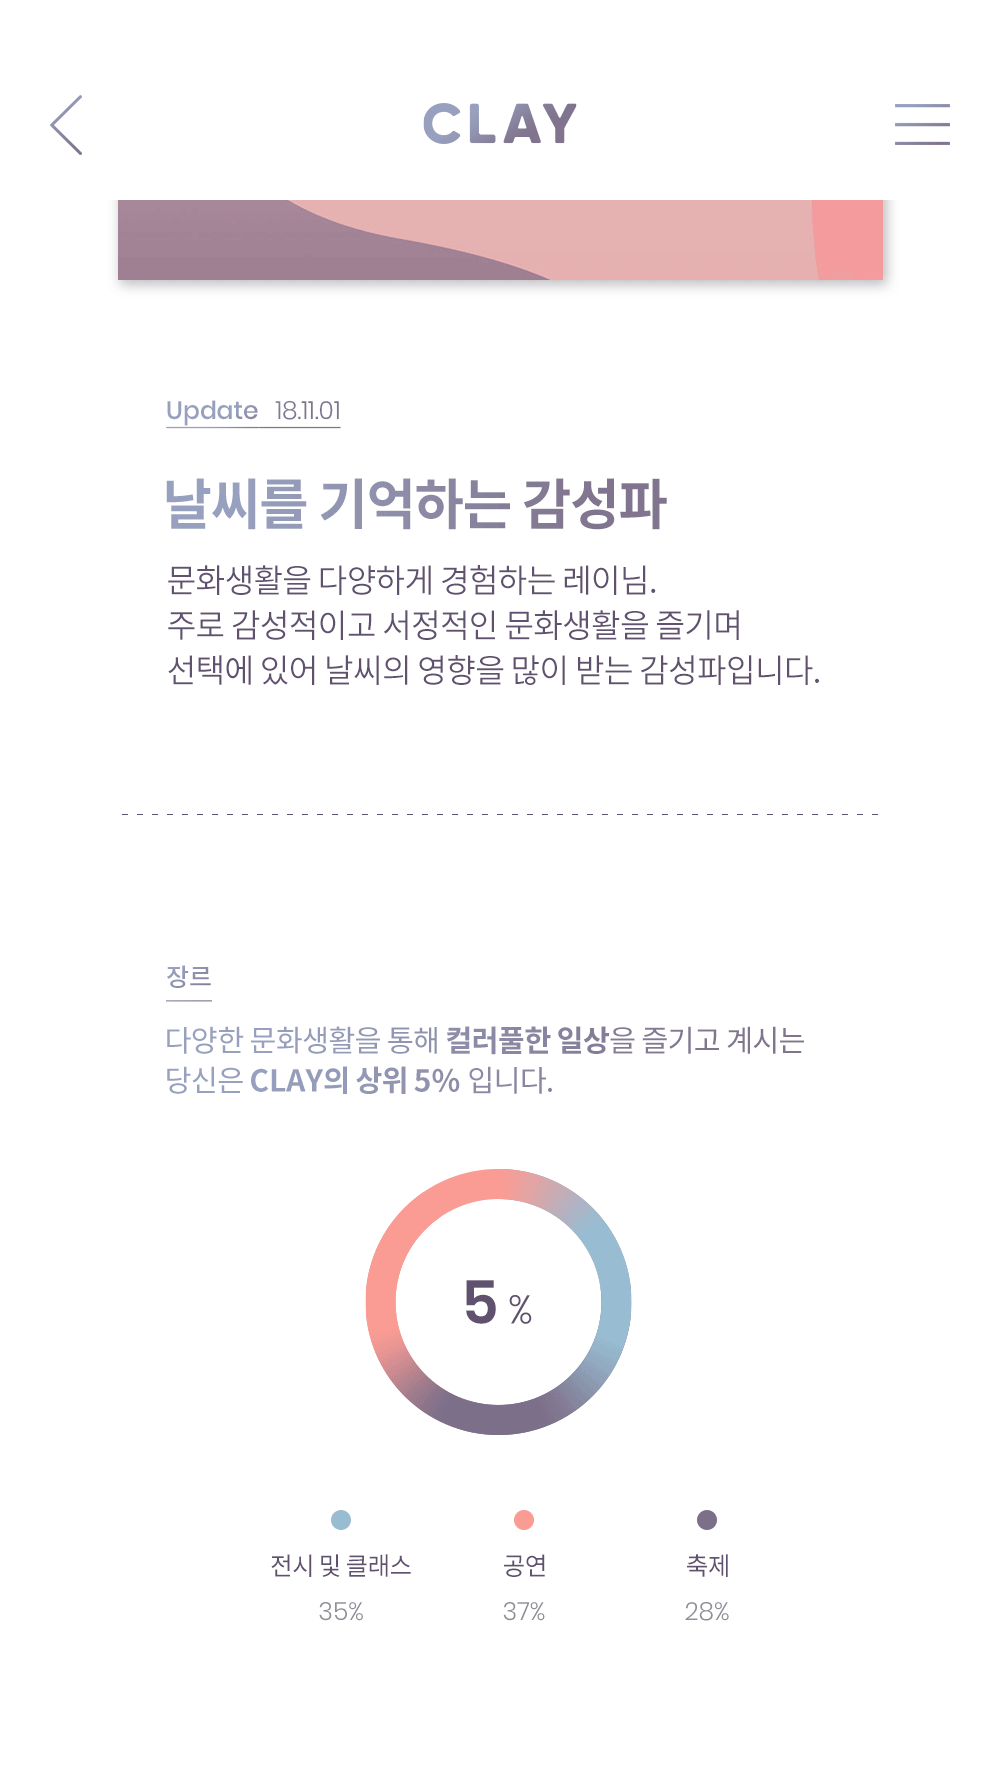 CLAY
Update 18.11.01
날씨를 기억하는 감성파
문화생활을 다양하게 경험하는 레이님.
주로 감성적이고 서정적인 문화생활을 즐기며
선택에 있어 날씨의 영향을 많이 받는 감성파입니다.
장르
다양한 문화생활을 통해 컬러풀한 일상을 즐기고 계시는
당신은 CLAY의 상위 5% 입니다.
5 %
전시 및 클래스 공연 축제
35% 37% 28%